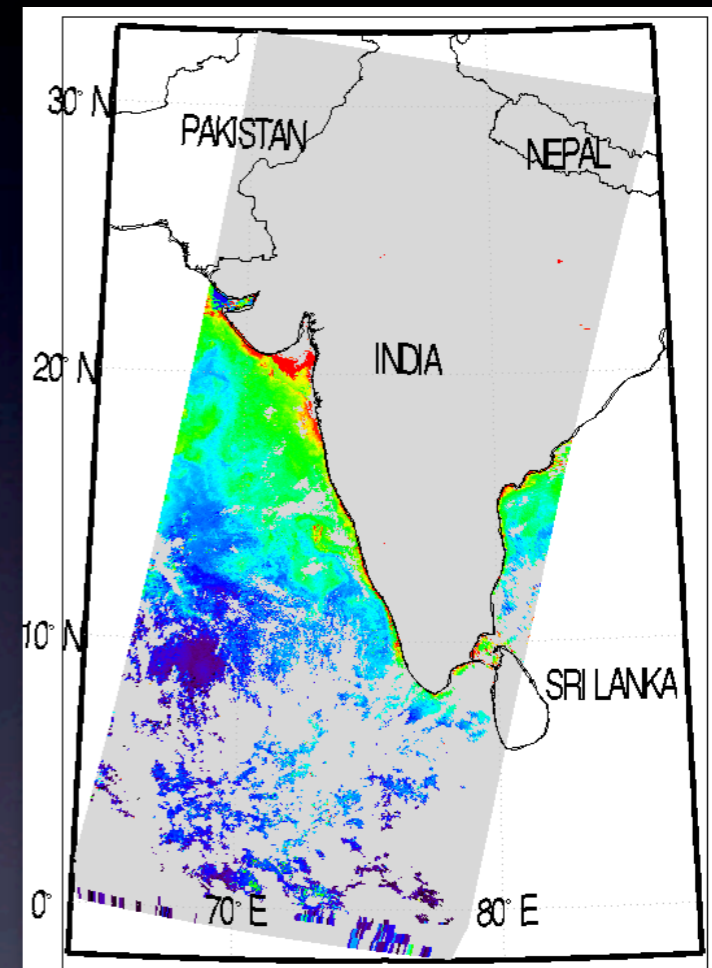 30° N
PAKISTAN
NEPAL
20° N
INDIA
10° N
SRI LANKA
0°
70° E
80° E